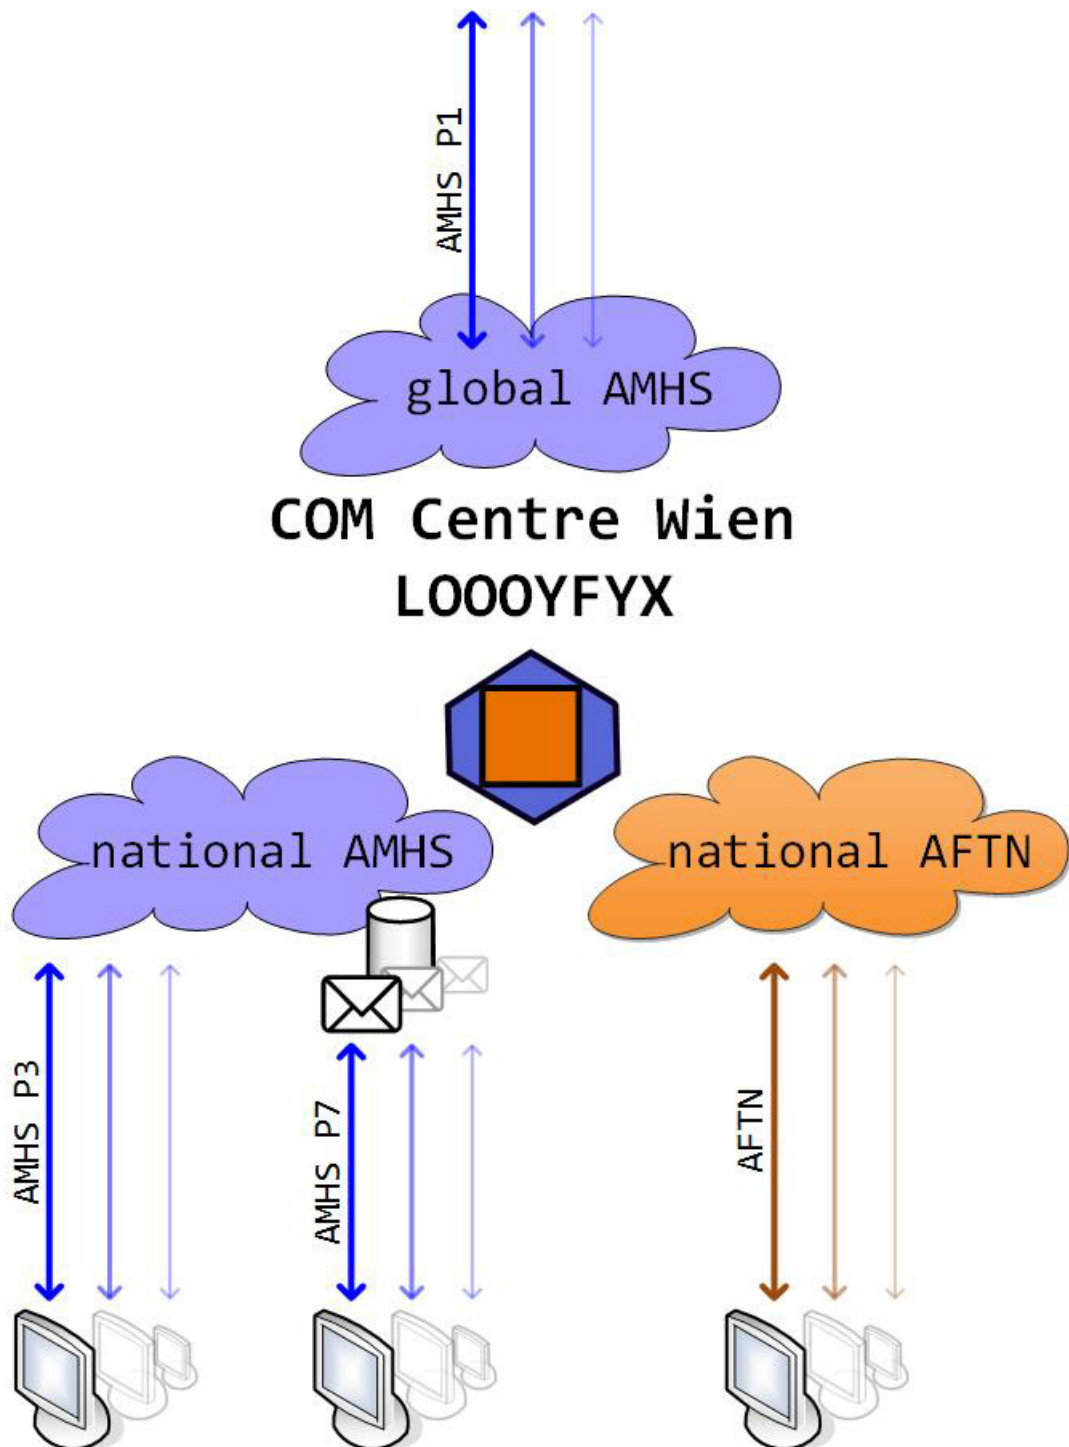 AMHS P1
global AMHS
COM Centre Wien
LOOOYFYX
national AMHS
national AFTN
AMHS P3
AMHS P7
AFTN